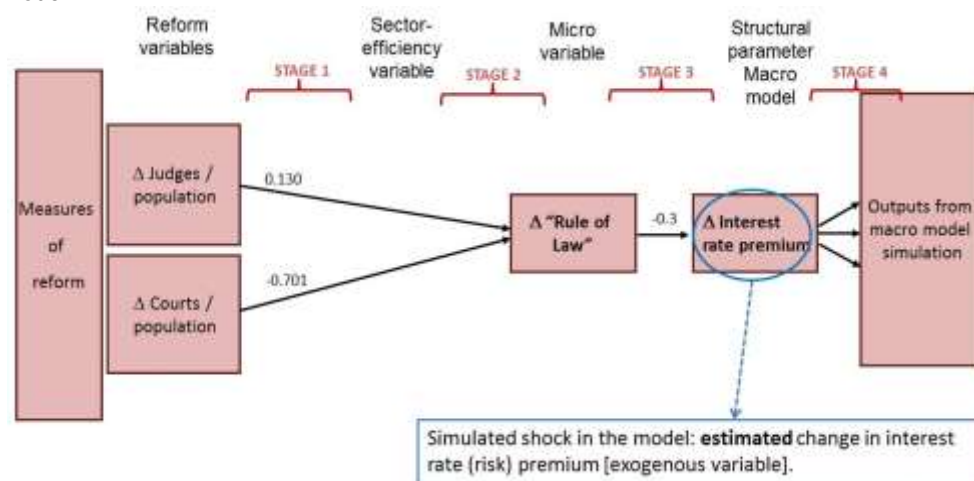 Reform
variables
Sector-
efficiency
variable
Micro
variable
Structural
parameter
Macro
model
STAGE 1
STAGE 2
STAGE 3
STAGE 4
Measures
of
reform
Δ Judges /
population
Δ Courts /
population
0.130
-0.701
Δ "Rule of
Law"
-0.3
Δ Interest
rate premium
Outputs from
macro model
simulation
Simulated shock in the model: estimated change in interest
rate (risk) premium [exogenous variable].